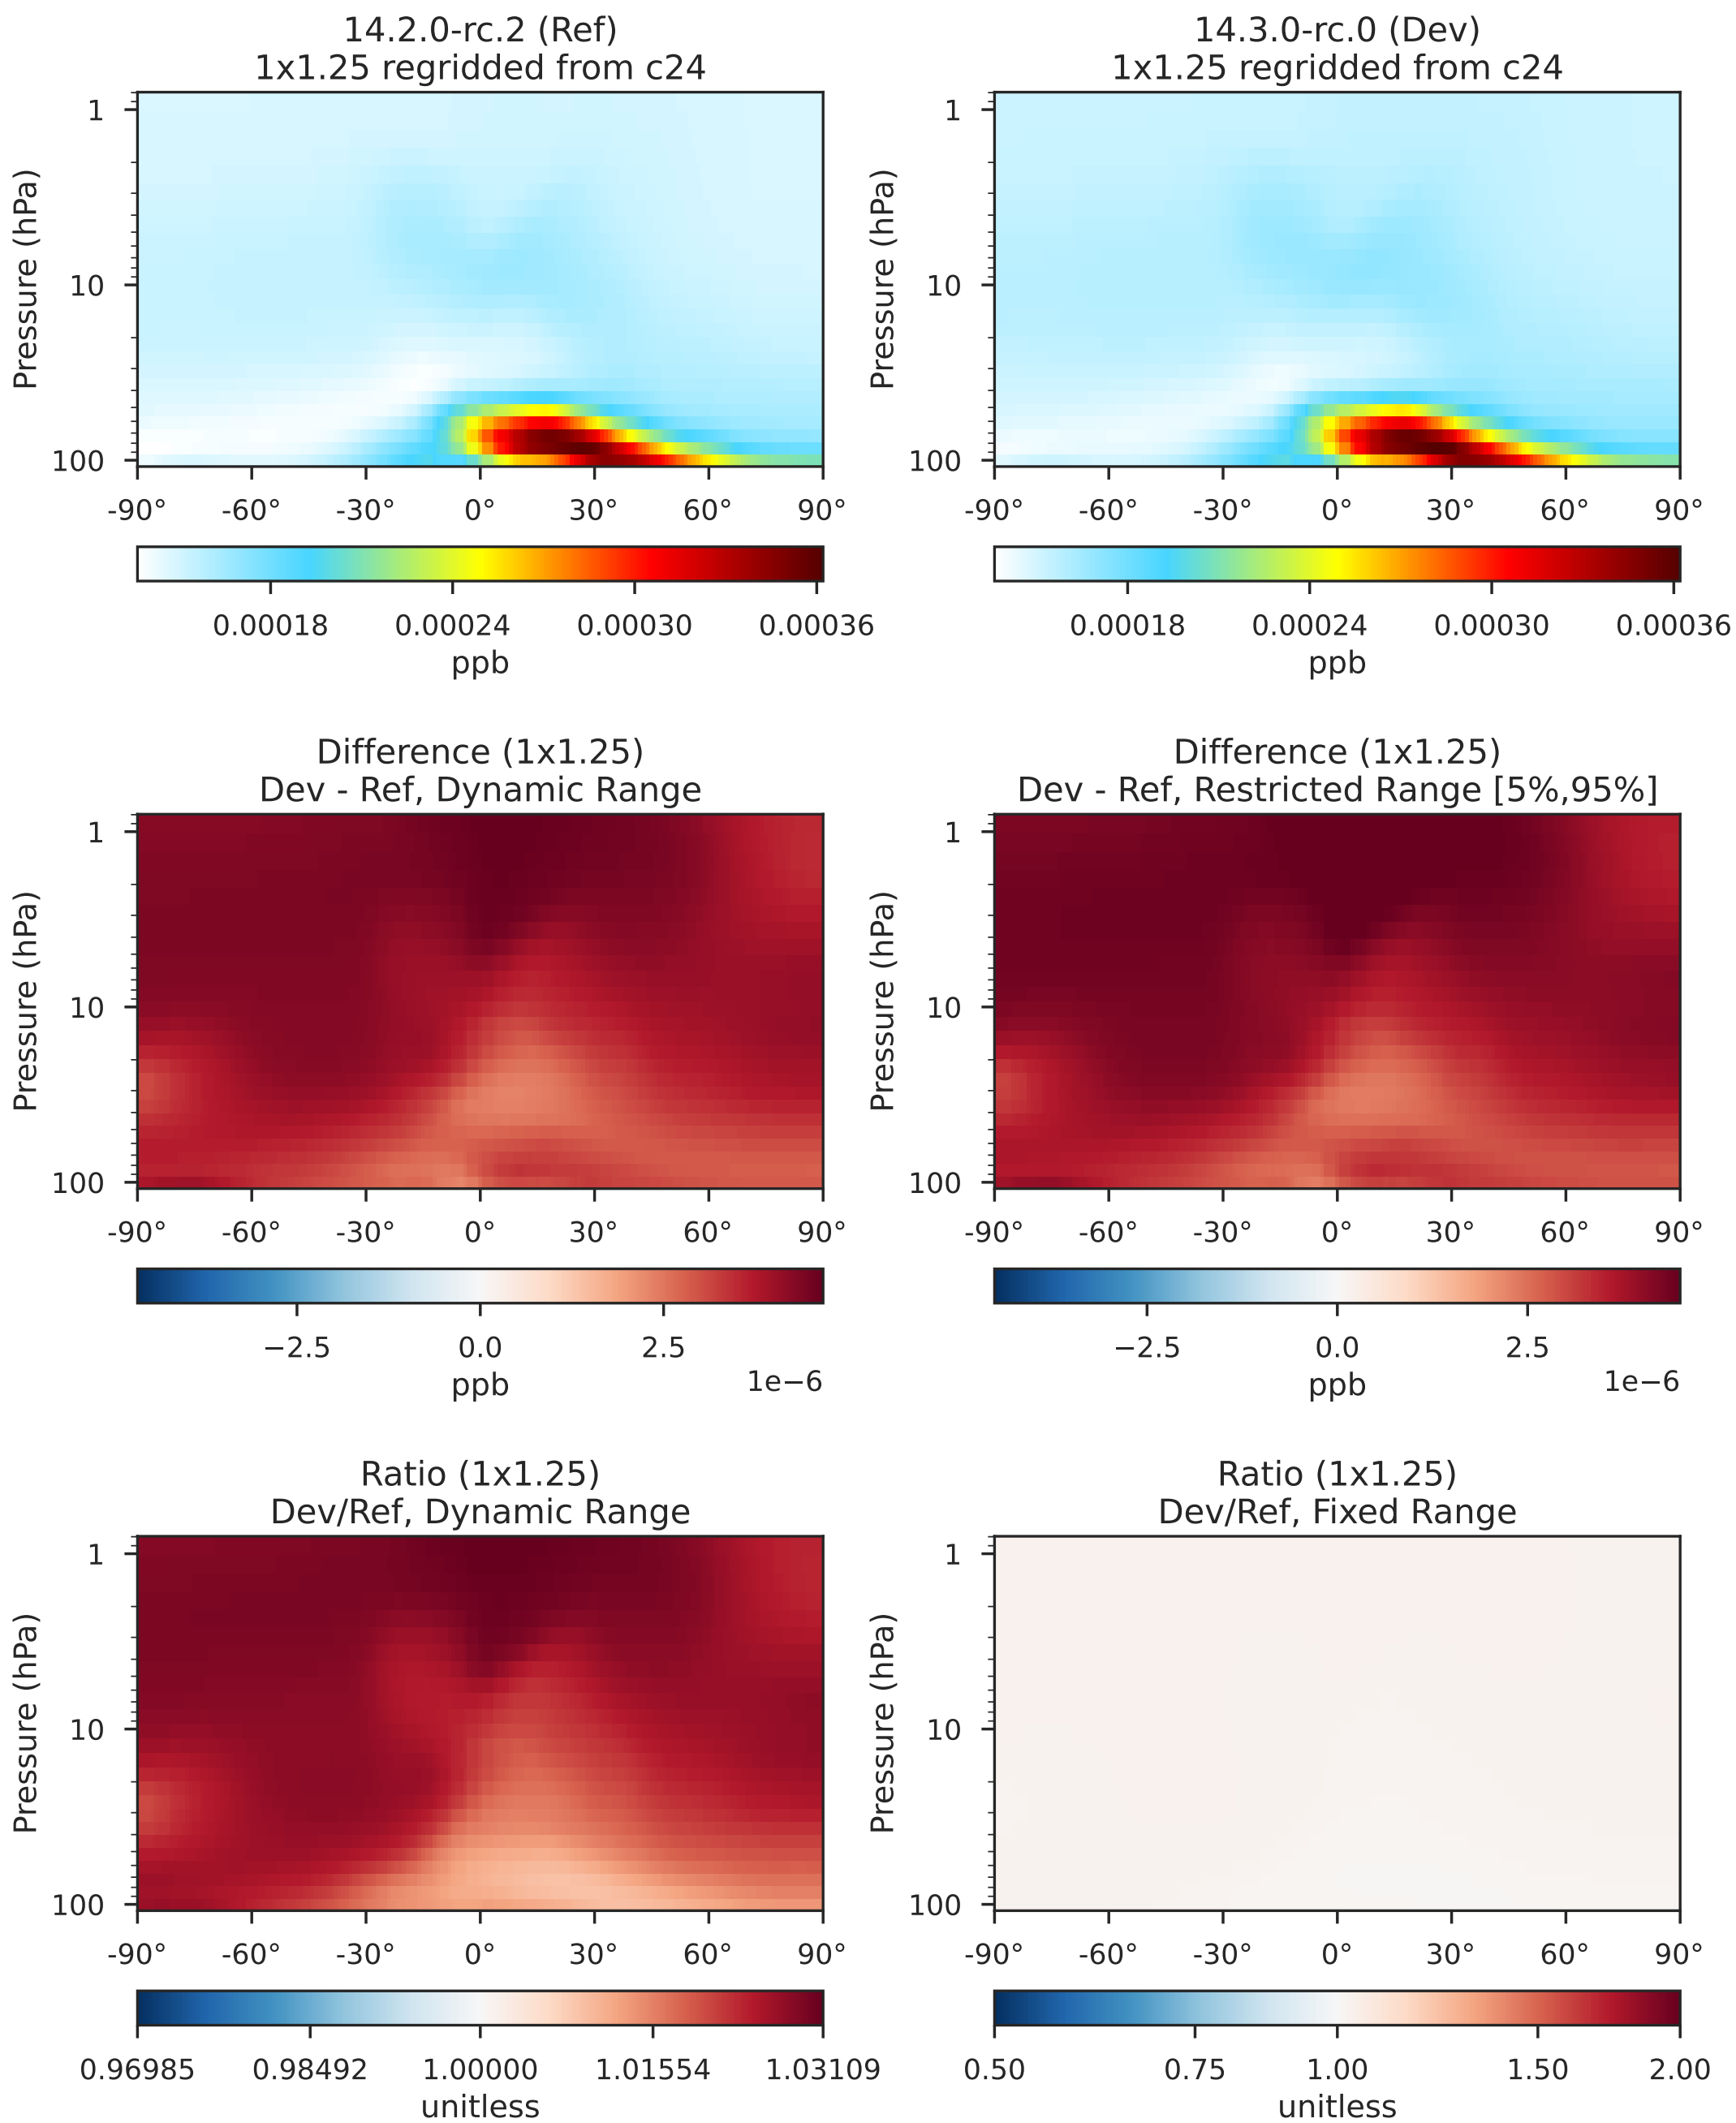 14.2.0-rc.2 (Ref)
1x1.25 regridded from c24
14.3.0-rc.0 (Dev)
1x1.25 regridded from c24
Pressure (hPa)
1
10
100
-90° -60° -30° 0° 30° 60° 90°
0.00018 0.00024 0.00030 0.00036
ppb
Pressure (hPa)
1
10
100
-90° -60° -30° 0° 30° 60° 90°
0.00018 0.00024 0.00030 0.00036
ppb
Difference (1x1.25)
Dev - Ref, Dynamic Range
Pressure (hPa)
1
10
100
-90° -60° -30° 0° 30° 60° 90°
−2.5 0.0 2.5
ppb
1e−6
Difference (1x1.25)
Dev - Ref, Restricted Range [5%,95%]
Pressure (hPa)
1
10
100
-90° -60° -30° 0° 30° 60° 90°
−2.5 0.0 2.5
ppb
1e−6
Ratio (1x1.25)
Dev/Ref, Dynamic Range
Pressure (hPa)
1
10
100
-90° -60° -30° 0° 30° 60° 90°
0.96985 0.98492 1.00000 1.01554 1.03109
unitless
Ratio (1x1.25)
Dev/Ref, Fixed Range
Pressure (hPa)
1
10
100
-90° -60° -30° 0° 30° 60° 90°
0.50 0.75 1.00 1.50 2.00
unitless